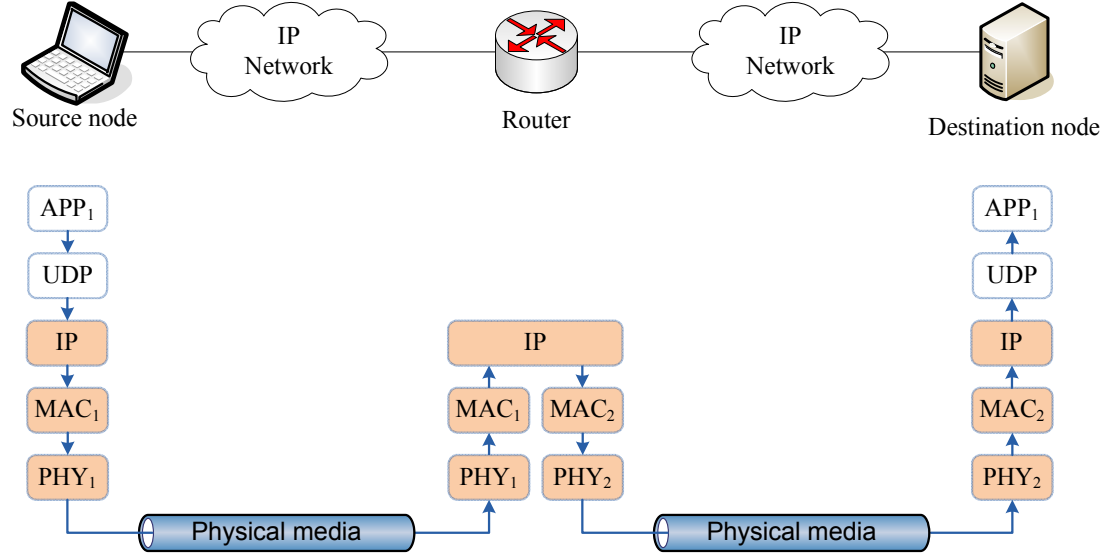 IP
Network
IP
Network
Source node
Router
Destination node
APP₁
APP₁
UDP
UDP
IP
IP
IP
MAC₁
MAC₁
MAC₂
MAC₂
PHY₁
PHY₁
PHY₂
PHY₂
Physical media
Physical media